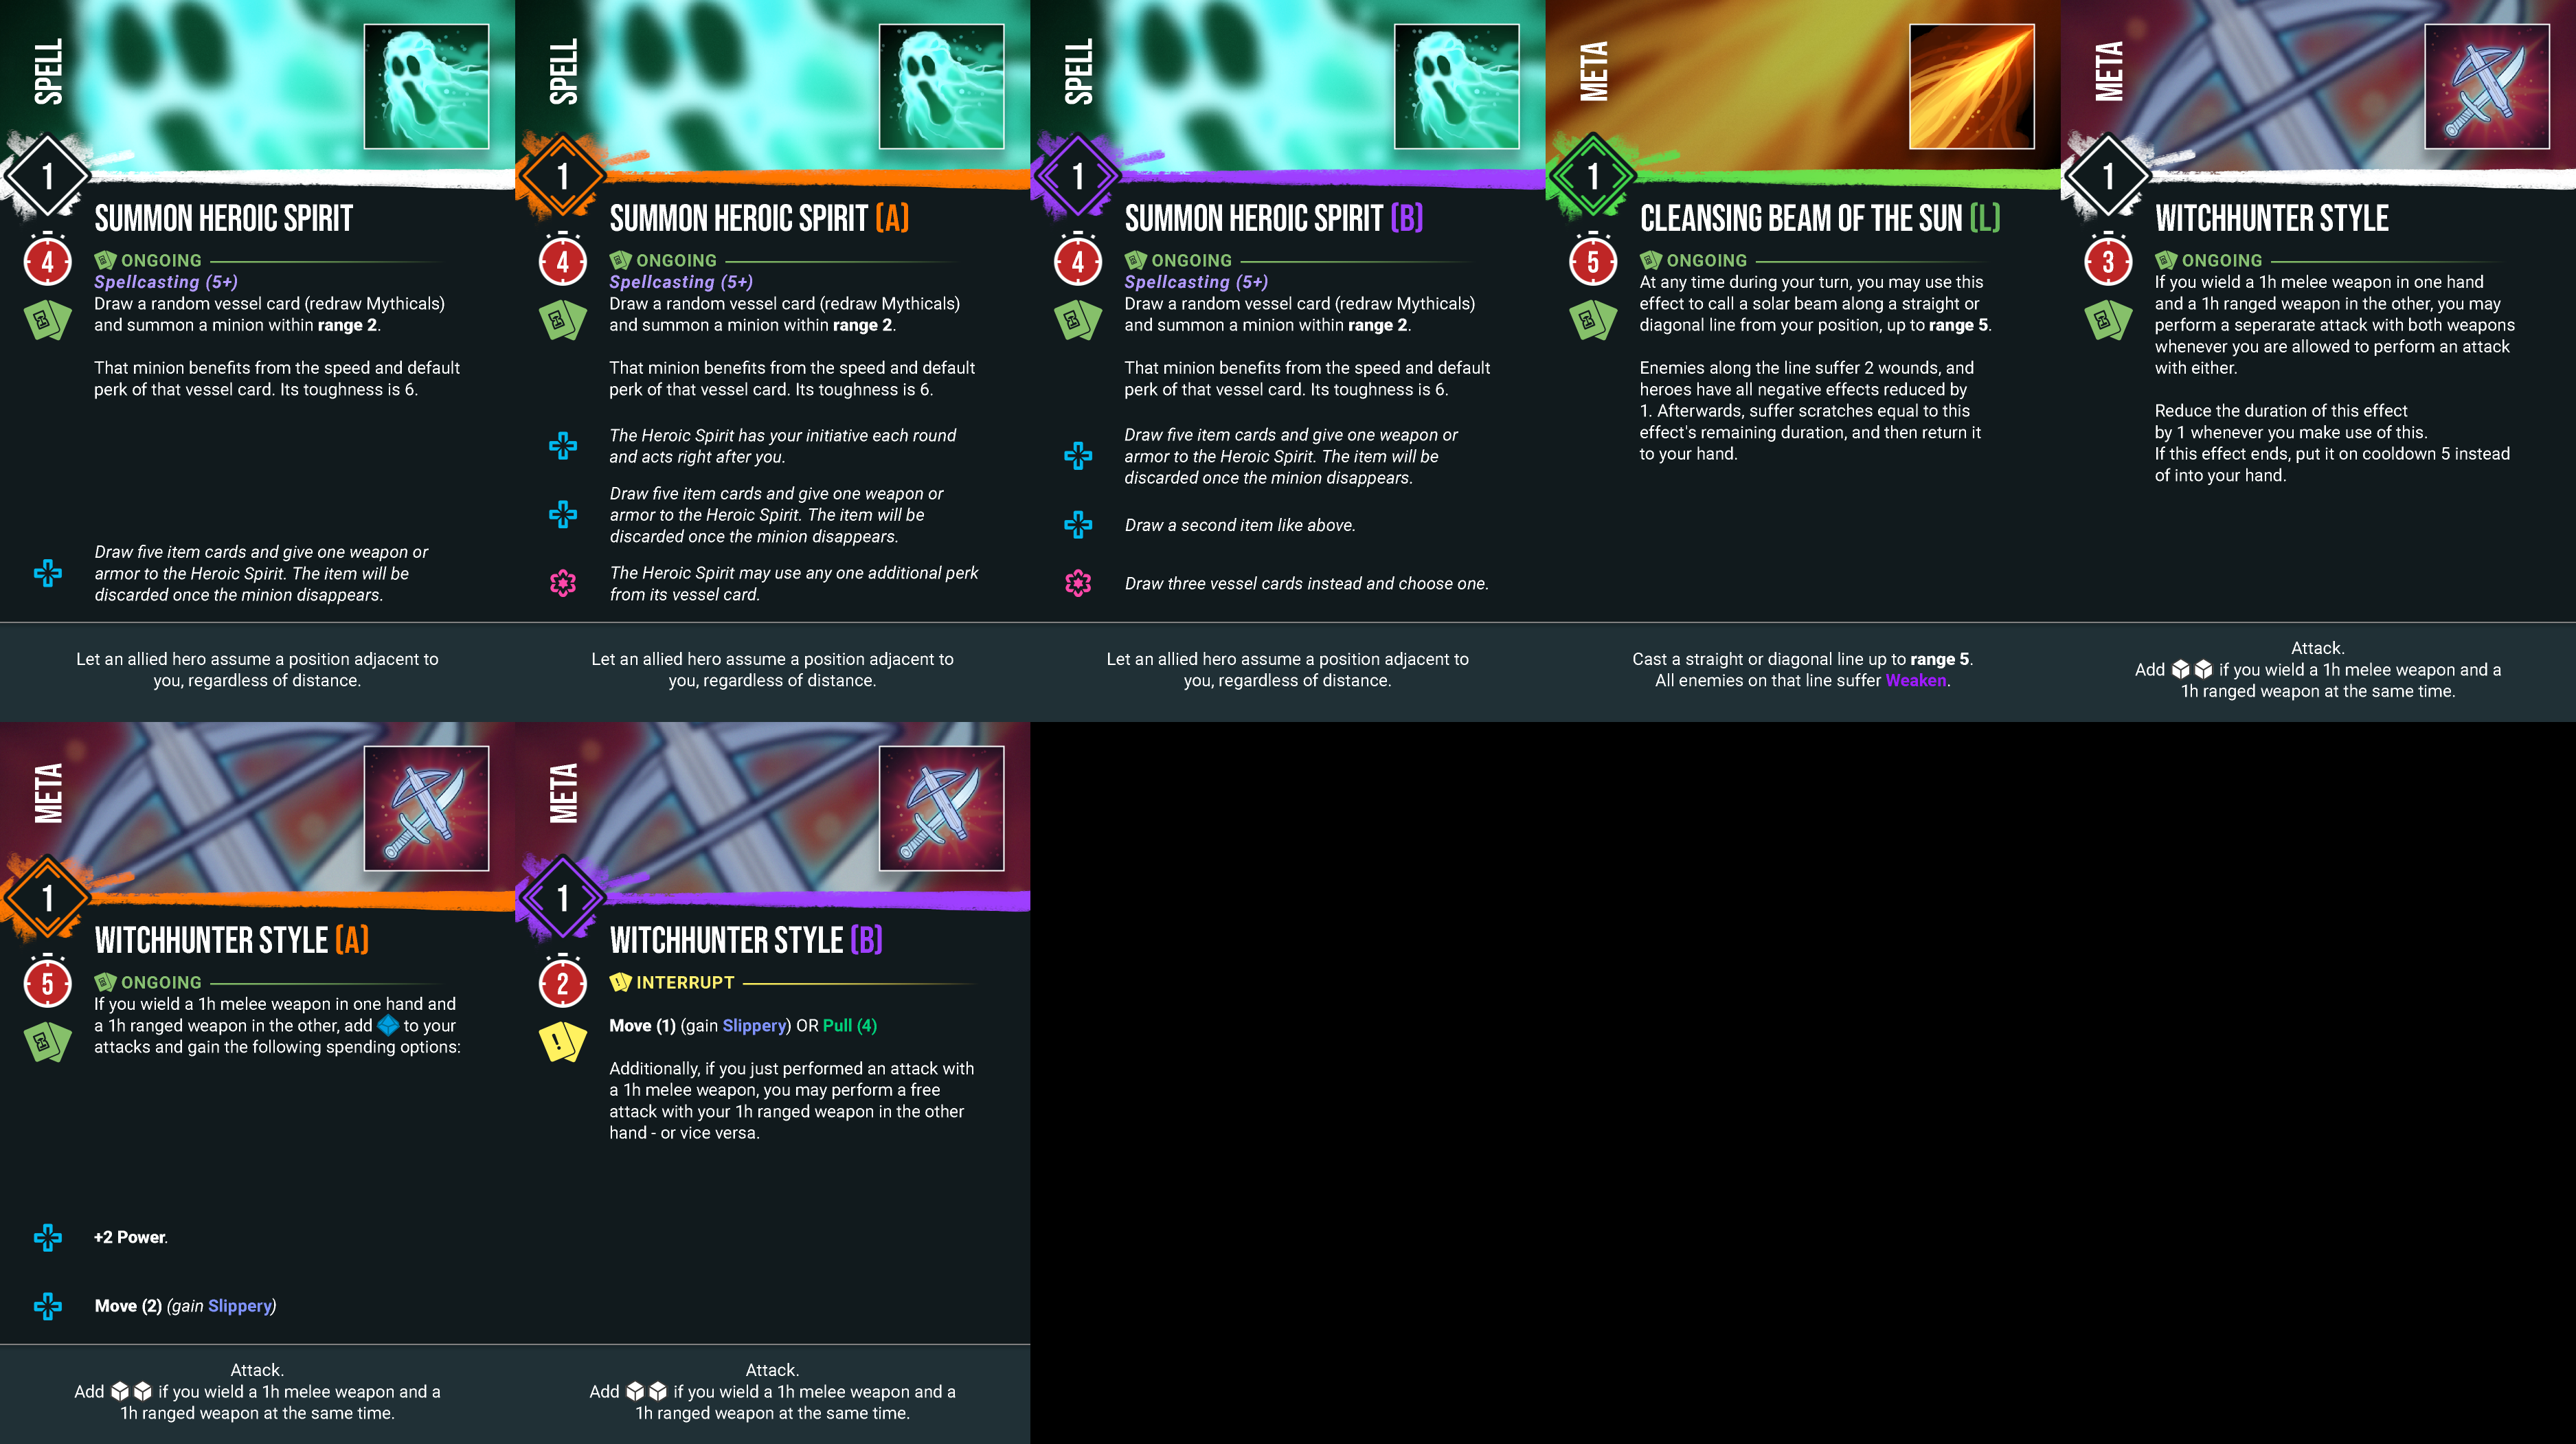 SPELL
1
SUMMON HEROIC SPIRIT
4
ONGOING
Spellcasting (5+)
Draw a random vessel card (redraw Mythicals)
and summon a minion within range 2.
That minion benefits from the speed and default
perk of that vessel card. Its toughness is 6.
Draw five item cards and give one weapon or
armor to the Heroic Spirit. The item will be
discarded once the minion disappears.
Let an allied hero assume a position adjacent to
you, regardless of distance.
SPELL
1
SUMMON HEROIC SPIRIT (A)
4
ONGOING
Spellcasting (5+)
Draw a random vessel card (redraw Mythicals)
and summon a minion within range 2.
That minion benefits from the speed and default
perk of that vessel card. Its toughness is 6.
The Heroic Spirit has your initiative each round
and acts right after you.
Draw five item cards and give one weapon or
armor to the Heroic Spirit. The item will be
discarded once the minion disappears.
The Heroic Spirit may use any one additional perk
from its vessel card.
Let an allied hero assume a position adjacent to
you, regardless of distance.
SPELL
1
SUMMON HEROIC SPIRIT (B)
4
ONGOING
Spellcasting (5+)
Draw a random vessel card (redraw Mythicals)
and summon a minion within range 2.
That minion benefits from the speed and default
perk of that vessel card. Its toughness is 6.
Draw five item cards and give one weapon or
armor to the Heroic Spirit. The item will be
discarded once the minion disappears.
Draw a second item like above.
Draw three vessel cards instead and choose one.
Let an allied hero assume a position adjacent to
you, regardless of distance.
META
1
CLEANSING BEAM OF THE SUN (L)
5
ONGOING
At any time during your turn, you may use this
effect to call a solar beam along a straight or
diagonal line from your position, up to range 5.
Enemies along the line suffer 2 wounds, and
heroes have all negative effects reduced by
1. Afterwards, suffer scratches equal to this
effect's remaining duration, and then return it
to your hand.
Cast a straight or diagonal line up to range 5.
All enemies on that line suffer Weaken.
META
1
WITCHHUNTER STYLE
3
ONGOING
If you wield a 1h melee weapon in one hand
and a 1h ranged weapon in the other, you may
perform a seperarate attack with both weapons
whenever you are allowed to perform an attack
with either.
Reduce the duration of this effect
by 1 whenever you make use of this.
If this effect ends, put it on cooldown 5 instead
of into your hand.
Attack.
Add if you wield a 1h melee weapon and a
1h ranged weapon at the same time.
META
1
WITCHHUNTER STYLE (A)
5
ONGOING
If you wield a 1h melee weapon in one hand and
a 1h ranged weapon in the other, add to your
attacks and gain the following spending options:
+2 Power.
Move (2) (gain Slippery)
Attack.
Add if you wield a 1h melee weapon and a
1h ranged weapon at the same time.
META
1
WITCHHUNTER STYLE (B)
2
INTERRUPT
Move (1) (gain Slippery) OR Pull (4)
Additionally, if you just performed an attack with
a 1h melee weapon, you may perform a free
attack with your 1h ranged weapon in the other
hand - or vice versa.
Attack.
Add if you wield a 1h melee weapon and a
1h ranged weapon at the same time.